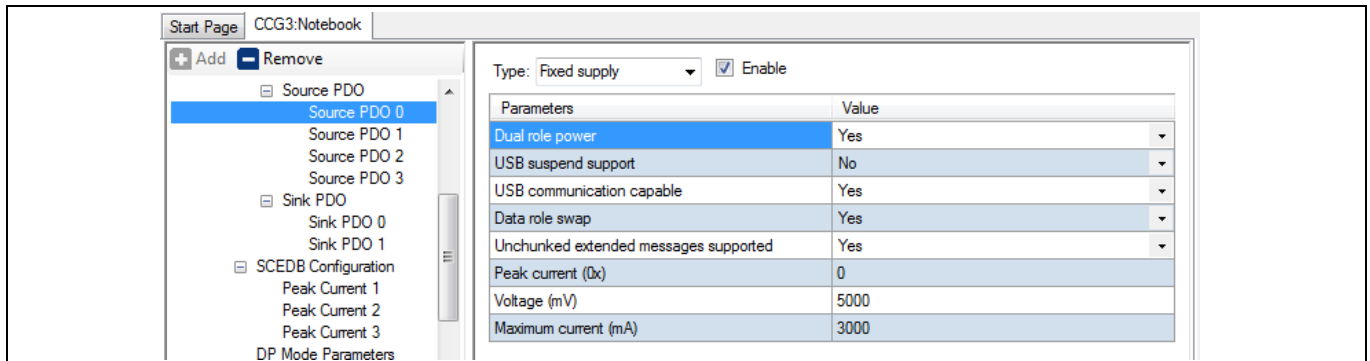 Start Page CCG3:Notebook
Add Remove
Source PDO
Source PDO 0
Source PDO 1
Source PDO 2
Source PDO 3
Sink PDO
Sink PDO 0
Sink PDO 1
SCEDB Configuration
Peak Current 1
Peak Current 2
Peak Current 3
DP Mode Parameters
Type: Fixed supply Enable
Parameters Value
Dual role power Yes
USB suspend support No
USB communication capable Yes
Data role swap Yes
Unchunked extended messages supported Yes
Peak current (0x) 0
Voltage (mV) 5000
Maximum current (mA) 3000